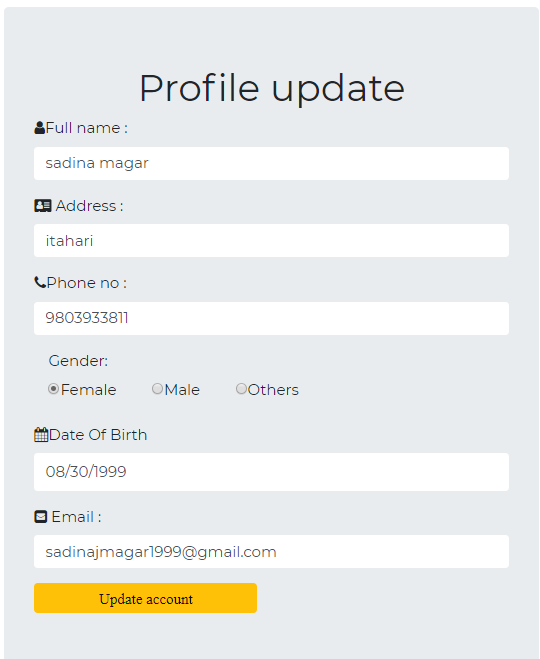 Profile update
Full name :
sadina magar
Address :
itahari
Phone no :
9803933811
Gender:
Female Male Others
Date Of Birth
08/30/1999
Email :
sadinajmagar1999@gmail.com
Update account